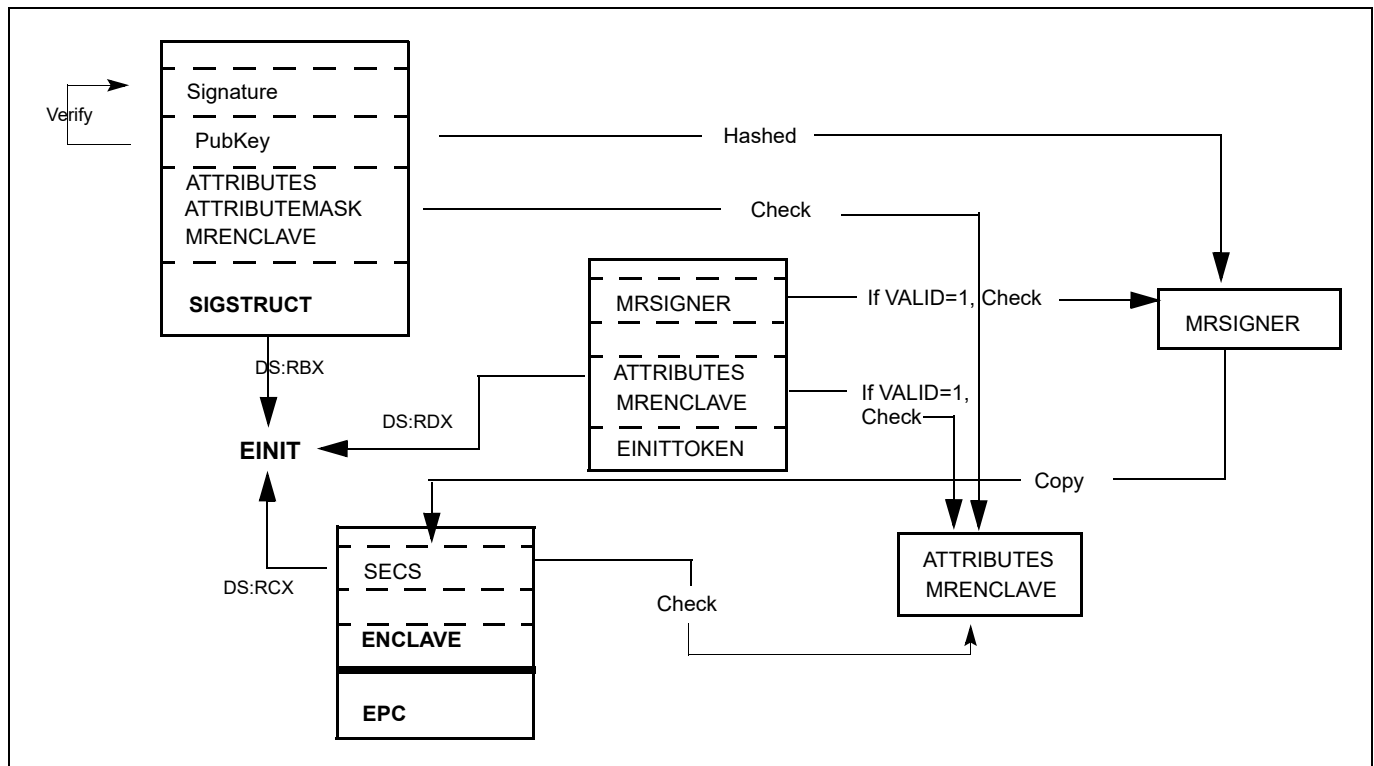 Signature
Verify
PubKey
Hashed
ATTRIBUTES
ATTRIBUTEMASK
MRENCLAVE
Check
SIGSTRUCT
MRSIGNER
If VALID=1, Check
MRSIGNER
DS:RBX
ATTRIBUTES
MRENCLAVE
If VALID=1,
Check
DS:RDX
EINIT
EINITTOKEN
Copy
SECS
DS:RCX
Check
ATTRIBUTES
MRENCLAVE
ENCLAVE
EPC